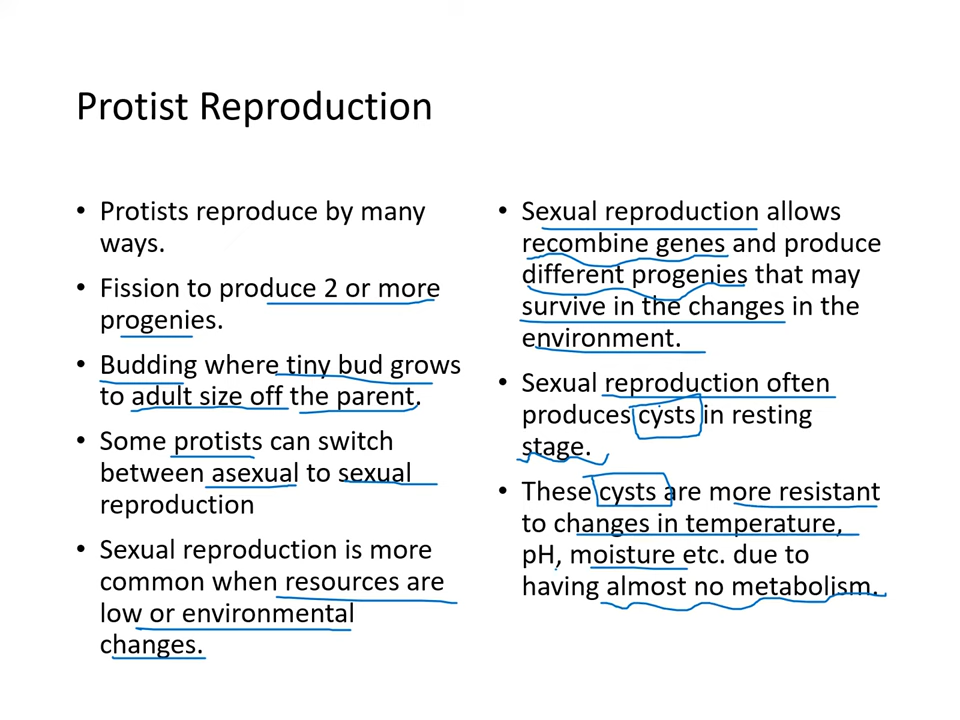 Protist Reproduction
• Protists reproduce by many
ways.
• Fission to produce 2 or more
progenies.
• Budding where tiny bud grows
to adult size off the parent.
• Some protists can switch
between asexual to sexual
reproduction
• Sexual reproduction is more
common when resources are
low or environmental
changes.
• Sexual reproduction allows
recombine genes and produce
different progenies that may
survive in the changes in the
environment.
• Sexual reproduction often
produces cysts in resting
stage.
• These cysts are more resistant
to changes in temperature,
pH, moisture etc. due to
having almost no metabolism.